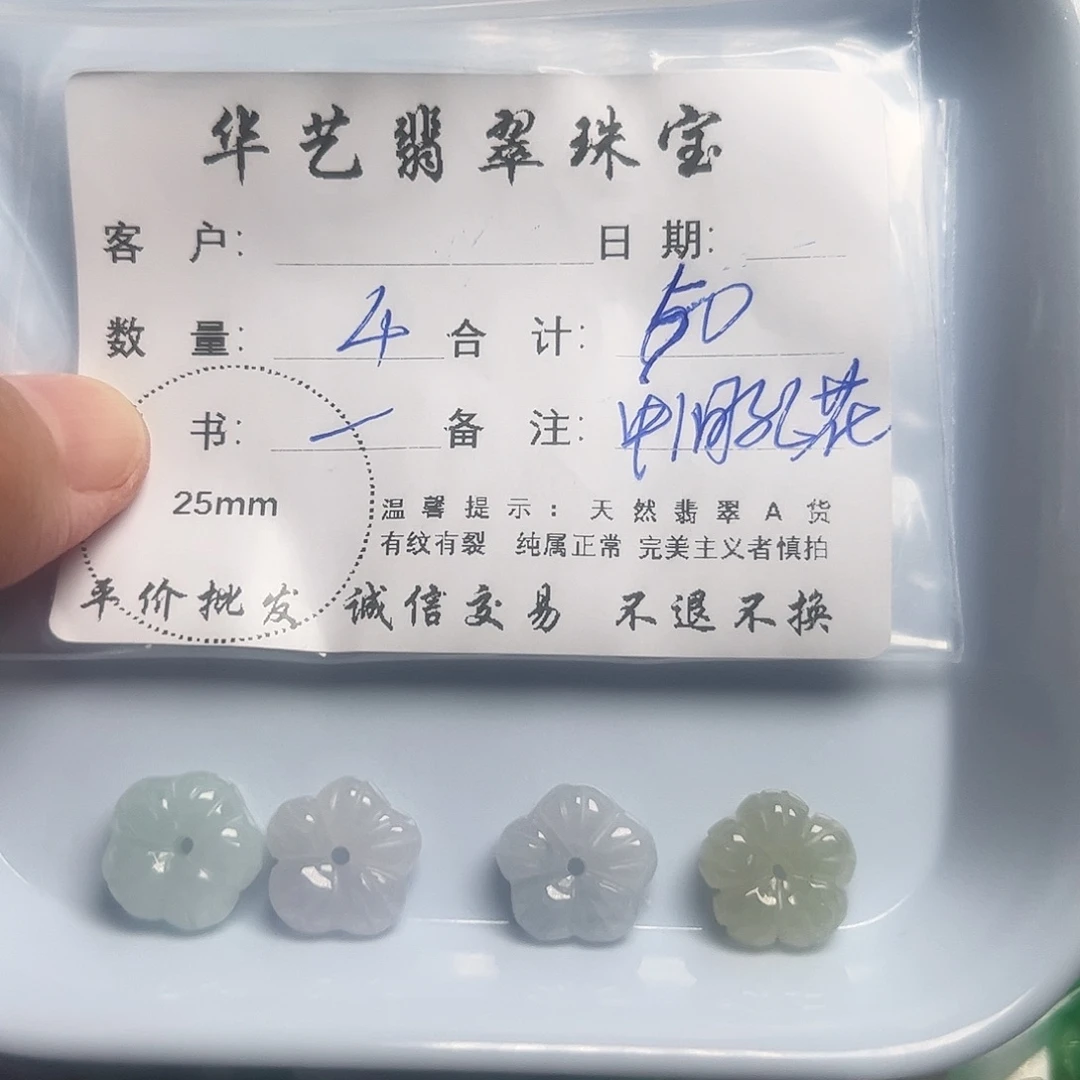 华艺翡翠珠宝
客 户: 日 期:
数 量: 4 合 计: 50
书: 一 备 注: 中间孔花
25mm
温馨提示: 天然翡翠A货
有纹有裂 纯属正常 完美主义者慎拍
平价批发 诚信交易 不退不换